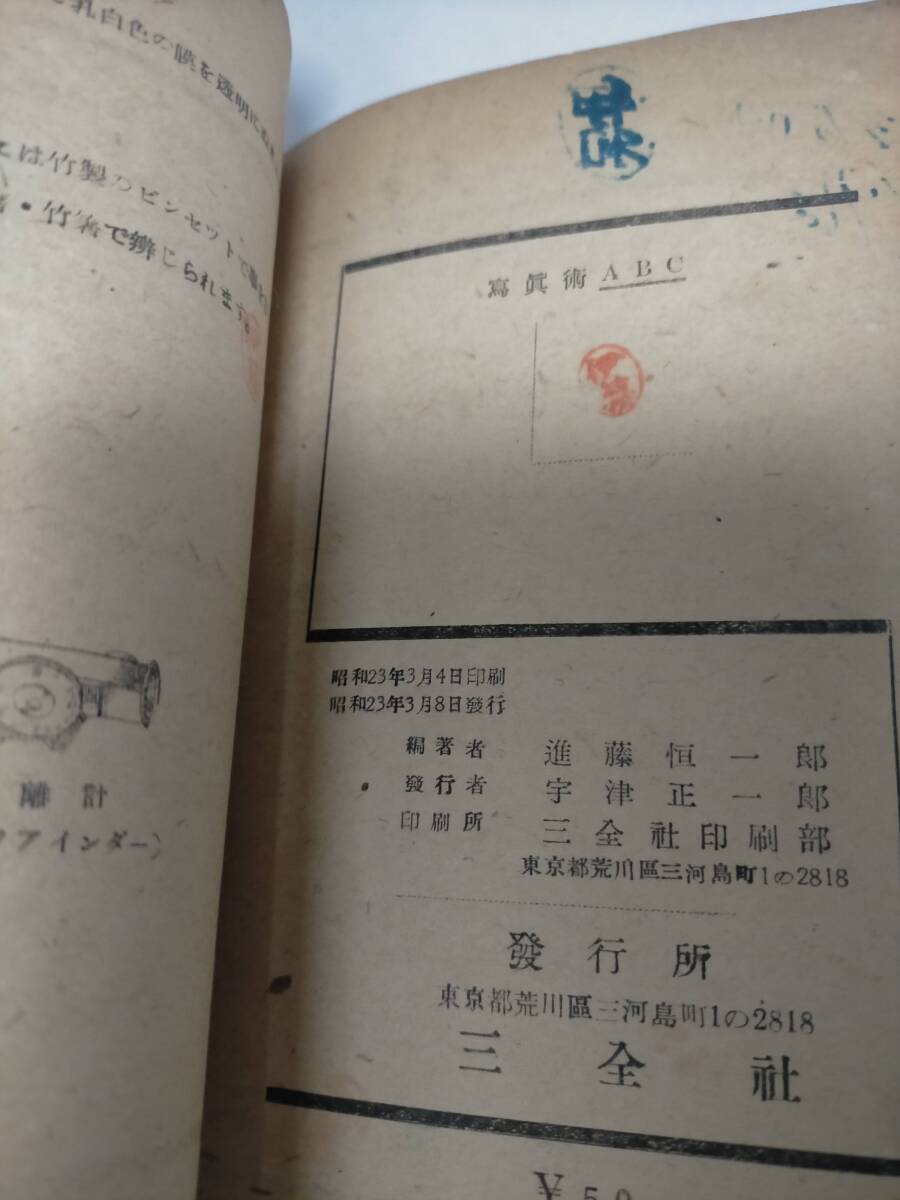 乳白色の膜を透明に
は竹製のピンセットで
・竹箸で辨じられます。
離計
アインダー)
寫眞術ABC
昭和23年3月4日印刷
昭和23年3月8日發行
編著者 進藤恒一郎
發行者 宇津正一郎
印刷所 三全社印刷部
東京都荒川區三河島町1の2818
發行所
東京都荒川區三河島町1の2818
三全社
¥50